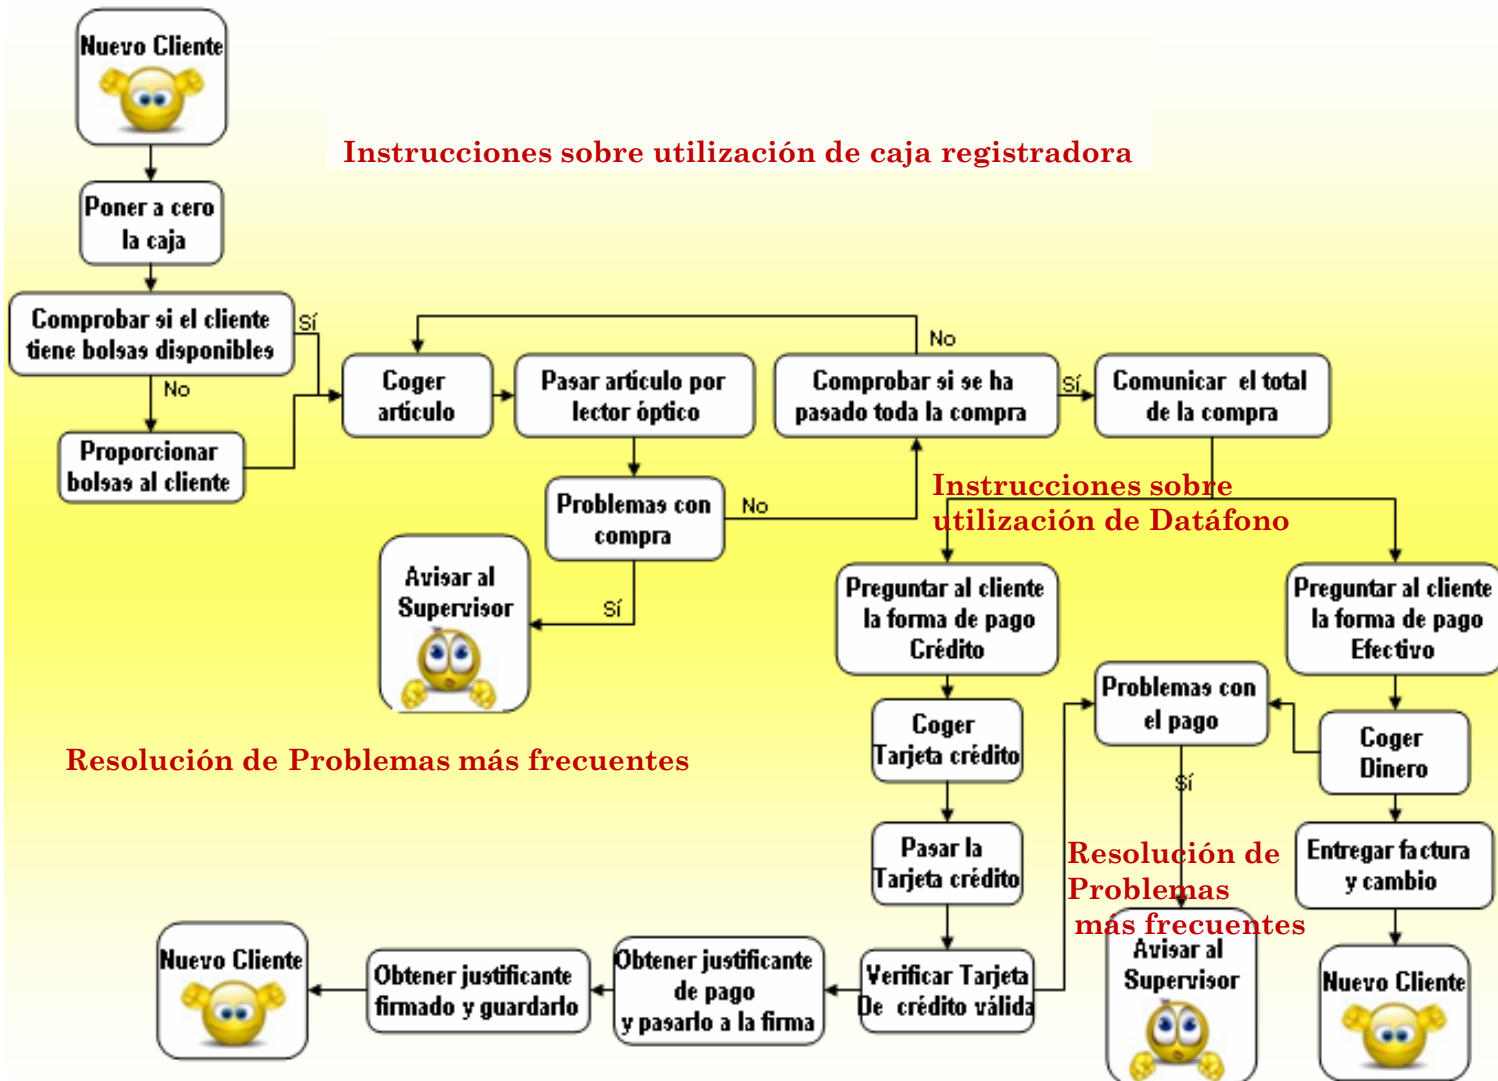 Nuevo Cliente
Instrucciones sobre utilización de caja registradora
Poner a cero
la caja
Comprobar si el cliente
tiene bolsas disponibles
Sí
No
Proporcionar
bolsas al cliente
Coger
artículo
Pasar artículo por
lector óptico
No
Comprobar si se ha
pasado toda la compra
Sí
Comunicar el total
de la compra
Problemas con
compra
No
Sí
Avisar al
Supervisor
Instrucciones sobre
utilización de Datáfono
Preguntar al cliente
la forma de pago
Crédito
Preguntar al cliente
la forma de pago
Efectivo
Problemas con
el pago
Sí
Coger
Tarjeta crédito
Coger
Dinero
Resolución de Problemas más frecuentes
Pasar la
Tarjeta crédito
Resolución de
Problemas
más frecuentes
Entregar factura
y cambio
Nuevo Cliente
Obtener justificante
firmado y guardarlo
Obtener justificante
de pago
y pasarlo a la firma
Verificar Tarjeta
De crédito válida
Avisar al
Supervisor
Nuevo Cliente